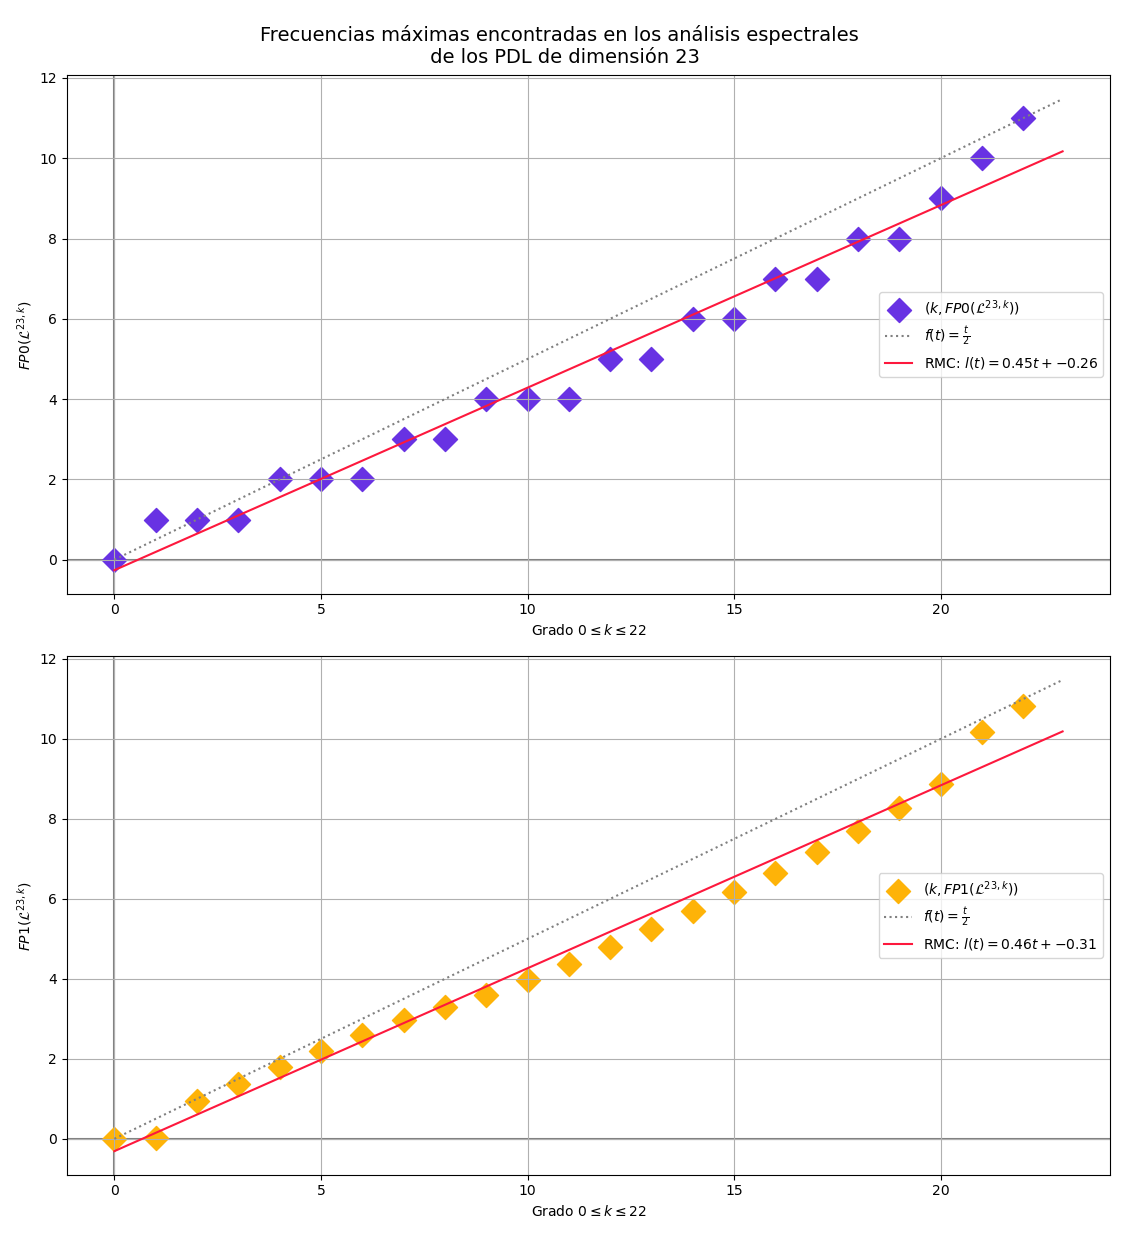 Frecuencias máximas encontradas en los análisis espectrales
de los PDL de dimensión 23
12
10
8
6
4
2
0
FP0(ℒ^{23,k})
(k, FP0(ℒ^{23,k}))
f(t) = t/2
RMC: l(t) = 0.45t + −0.26
0 5 10 15 20
Grado 0 ≤ k ≤ 22
12
10
8
6
4
2
0
FP1(ℒ^{23,k})
(k, FP1(ℒ^{23,k}))
f(t) = t/2
RMC: l(t) = 0.46t + −0.31
0 5 10 15 20
Grado 0 ≤ k ≤ 22